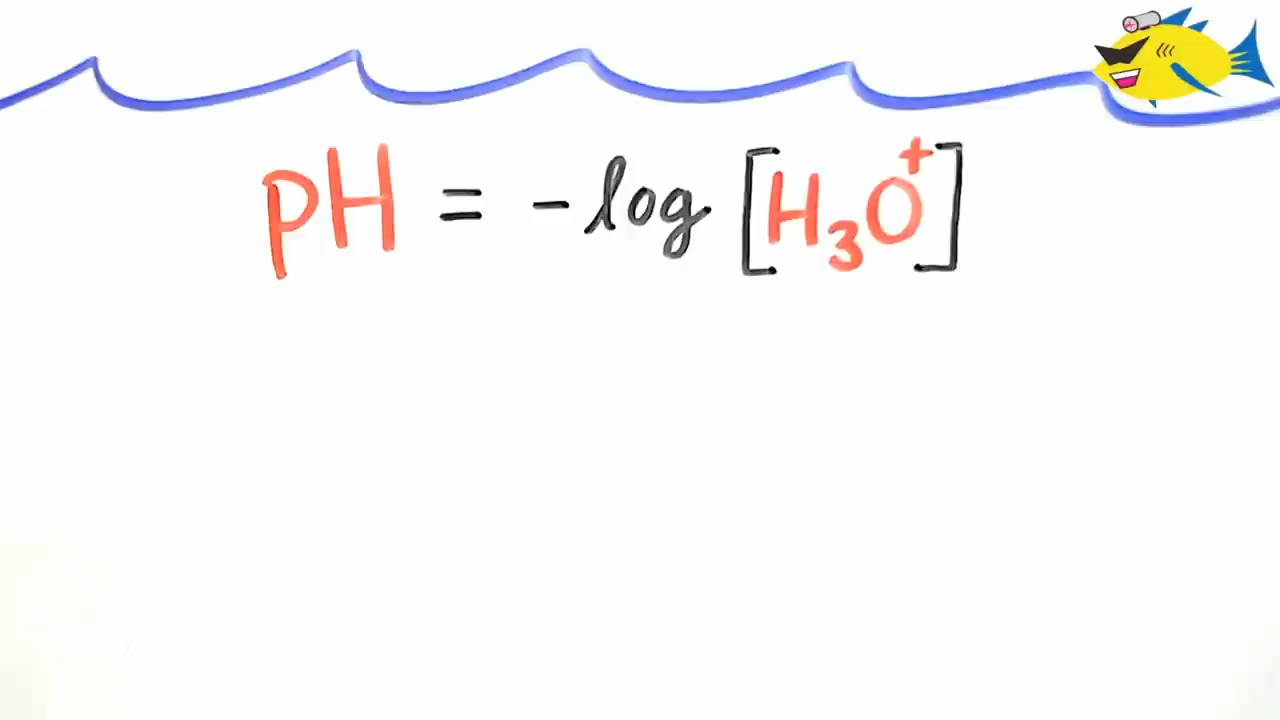 pH = -log [H₃O⁺]